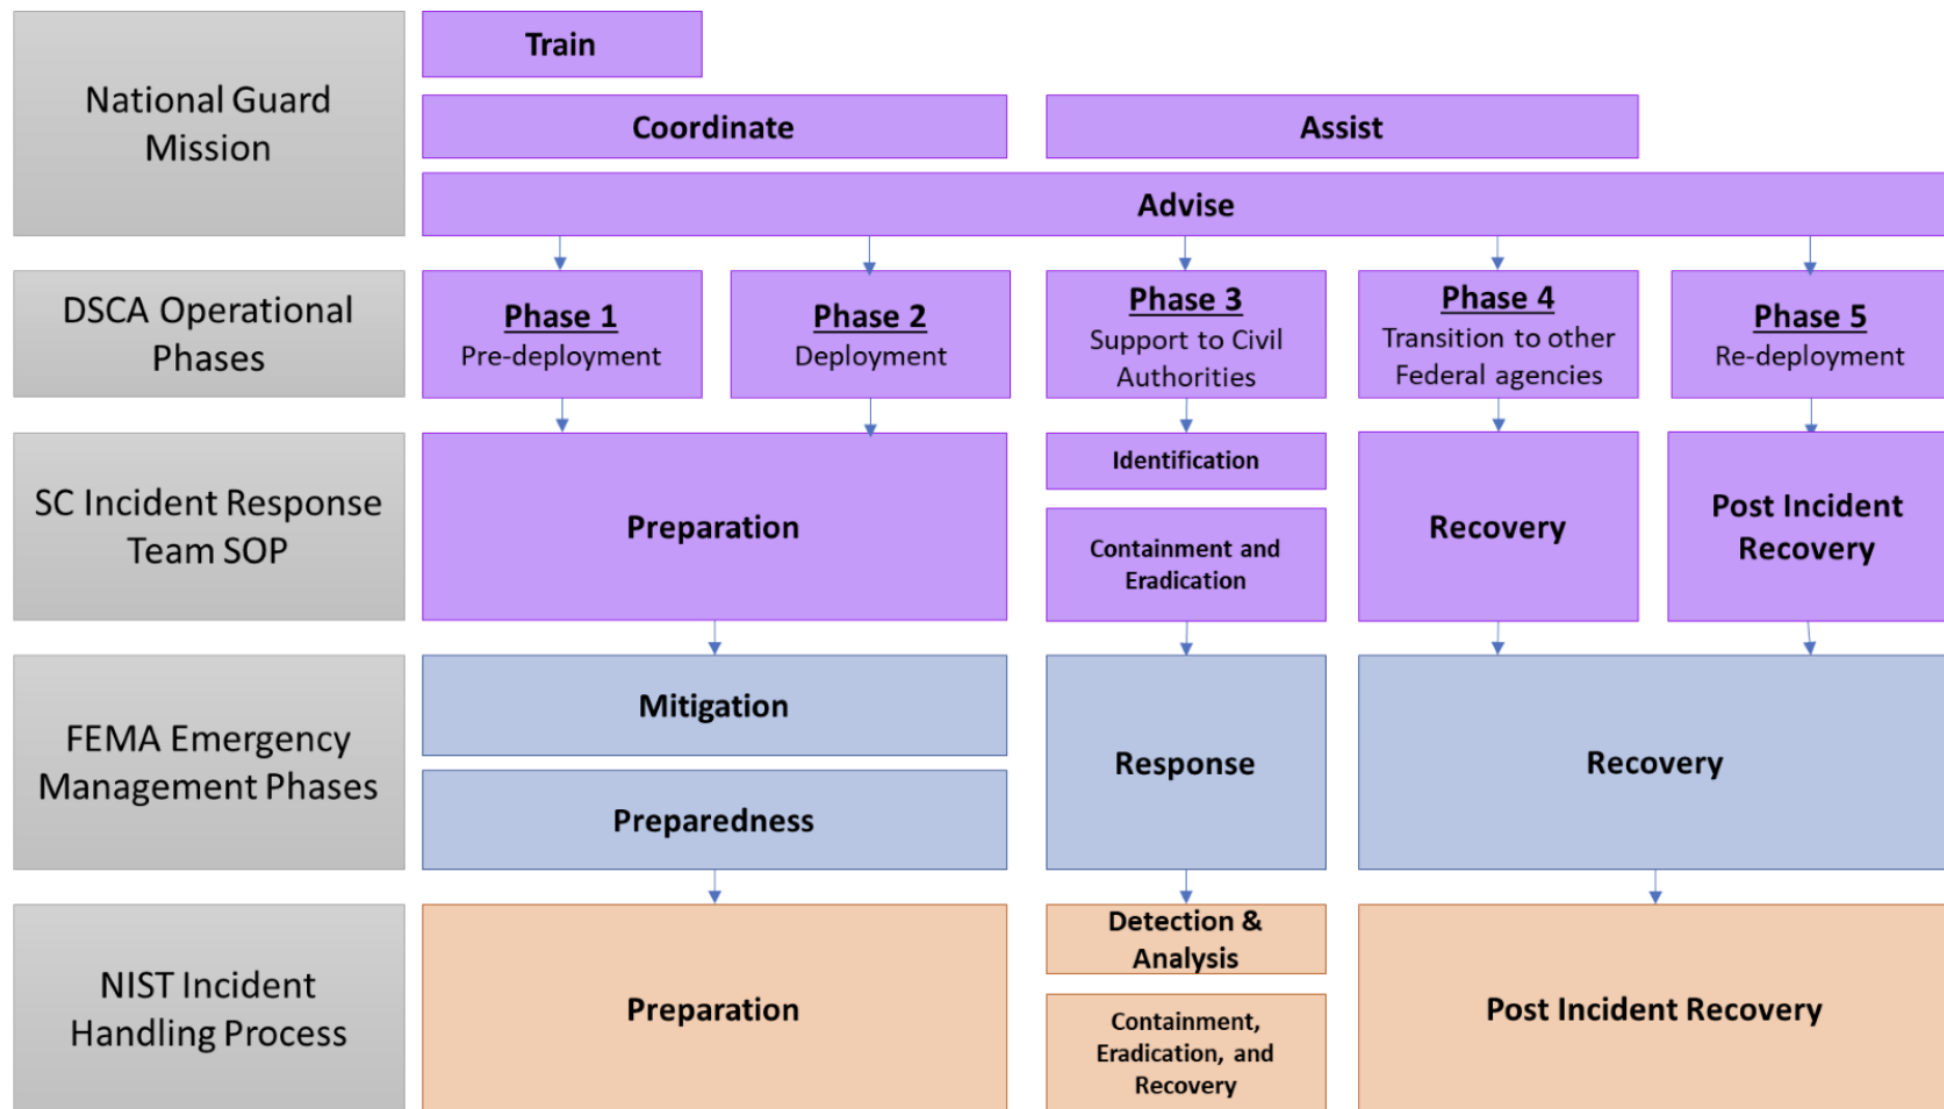 National Guard
Mission
Train
Coordinate
Assist
Advise
DSCA Operational
Phases
Phase 1
Pre-deployment
Phase 2
Deployment
Phase 3
Support to Civil
Authorities
Phase 4
Transition to other
Federal agencies
Phase 5
Re-deployment
SC Incident Response
Team SOP
Preparation
Identification
Containment and
Eradication
Recovery
Post Incident
Recovery
FEMA Emergency
Management Phases
Mitigation
Preparedness
Response
Recovery
NIST Incident
Handling Process
Preparation
Detection &
Analysis
Containment,
Eradication, and
Recovery
Post Incident Recovery